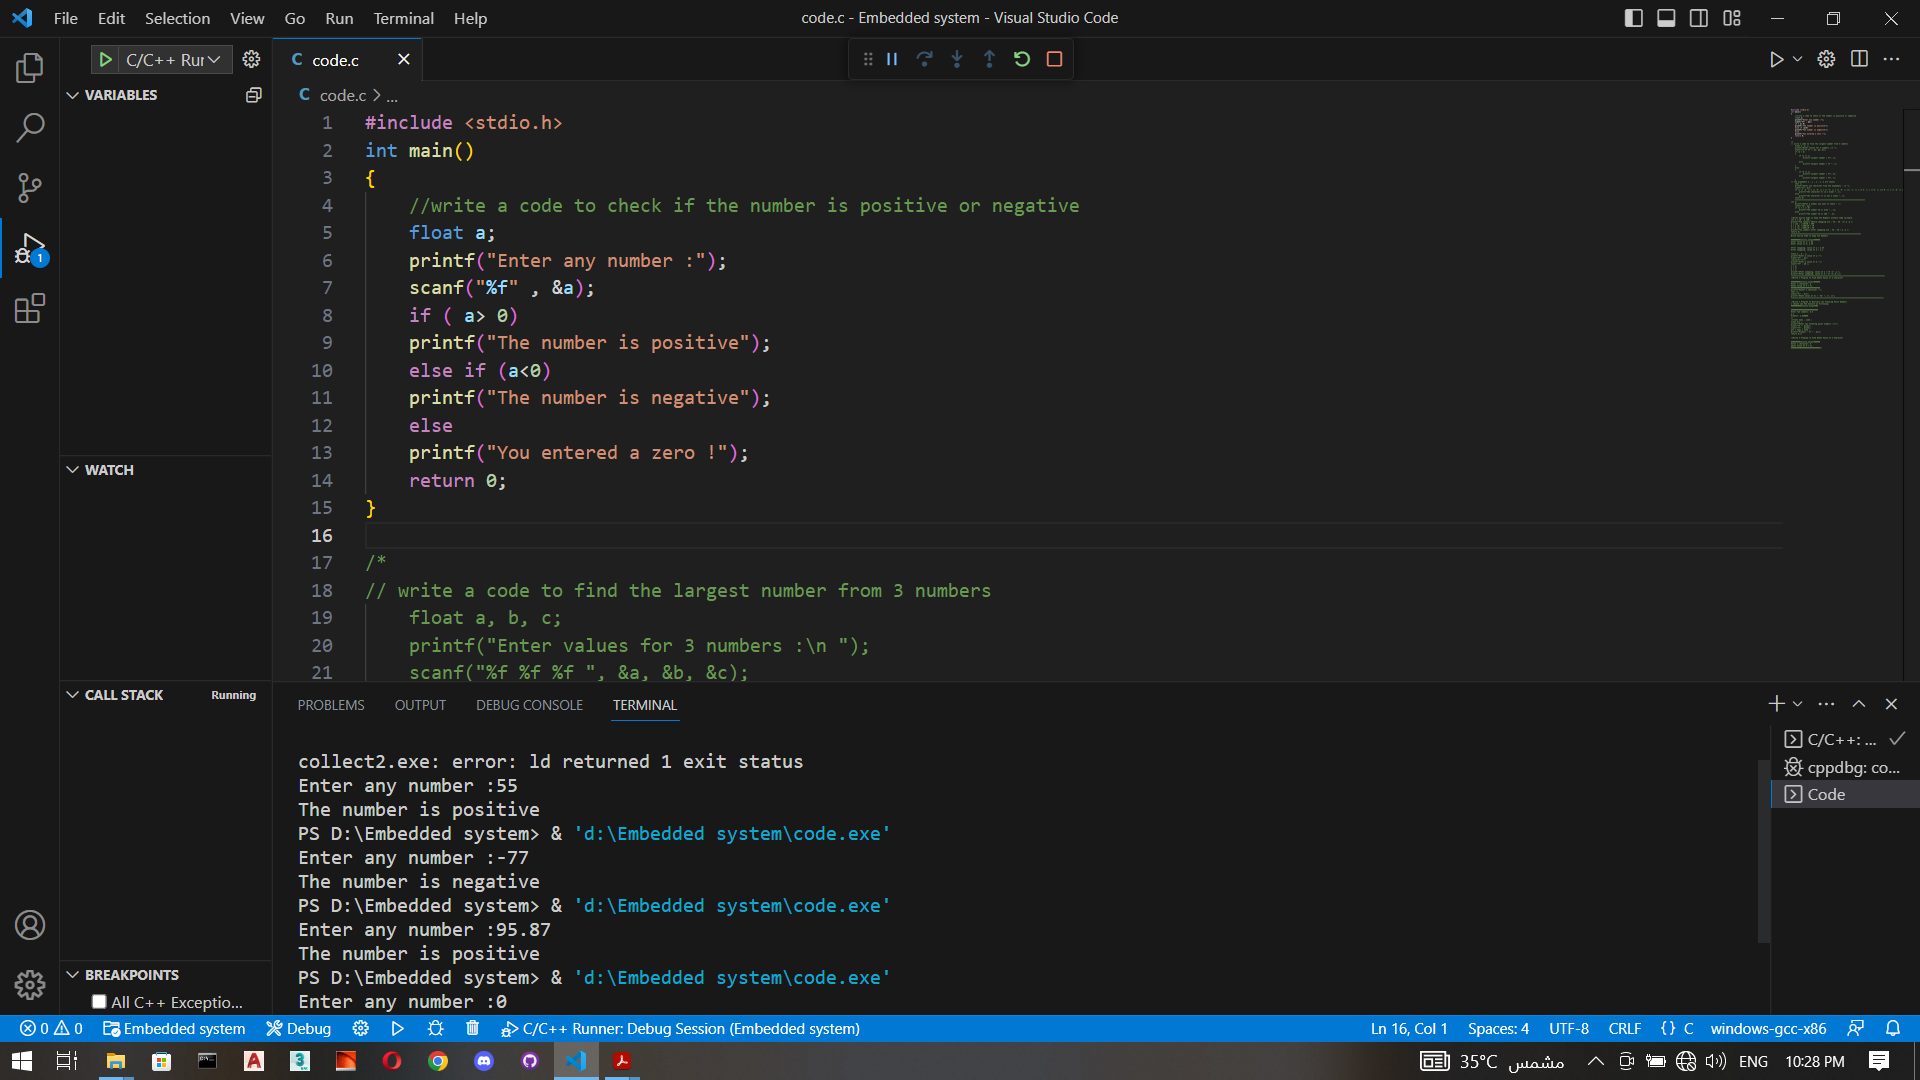 File Edit Selection View Go Run Terminal Help
code.c - Embedded system - Visual Studio Code
C/C++ Rur
C code.c
VARIABLES
C code.c > ...
1 #include <stdio.h>
2 int main()
3 {
4 //write a code to check if the number is positive or negative
5 float a;
6 printf("Enter any number :");
7 scanf("%f" , &a);
8 if ( a> 0)
9 printf("The number is positive");
10 else if (a<0)
11 printf("The number is negative");
12 else
13 printf("You entered a zero !");
14 return 0;
15 }
16
17 /*
18 // write a code to find the largest number from 3 numbers
19 float a, b, c;
20 printf("Enter values for 3 numbers :\n ");
21 scanf("%f %f %f ", &a, &b, &c);
1
WATCH
CALL STACK Running
BREAKPOINTS
All C++ Exceptio...
PROBLEMS OUTPUT DEBUG CONSOLE TERMINAL
collect2.exe: error: ld returned 1 exit status
Enter any number :55
The number is positive
PS D:\Embedded system> & 'd:\Embedded system\code.exe'
Enter any number :-77
The number is negative
PS D:\Embedded system> & 'd:\Embedded system\code.exe'
Enter any number :95.87
The number is positive
PS D:\Embedded system> & 'd:\Embedded system\code.exe'
Enter any number :0
C/C++: ...
cppdbg: co...
Code
0 0 Embedded system Debug C/C++ Runner: Debug Session (Embedded system)
Ln 16, Col 1 Spaces: 4 UTF-8 CRLF {} C windows-gcc-x86
35°C مشمس ENG 10:28 PM